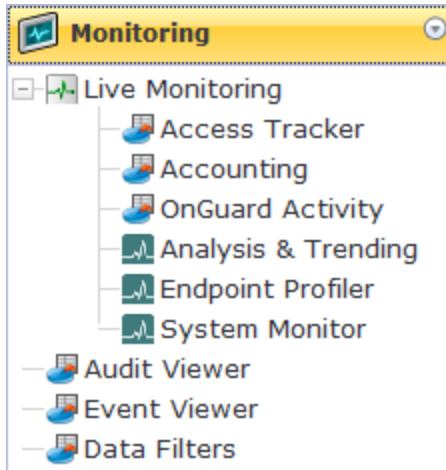 Monitoring
Live Monitoring
Access Tracker
Accounting
OnGuard Activity
Analysis & Trending
Endpoint Profiler
System Monitor
Audit Viewer
Event Viewer
Data Filters